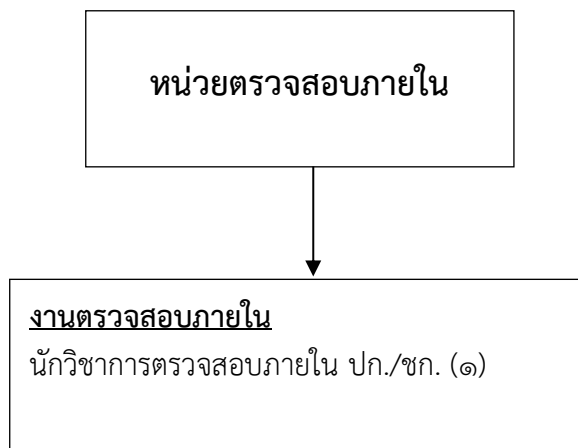 หน่วยตรวจสอบภายใน
งานตรวจสอบภายใน
นักวิชาการตรวจสอบภายใน ปก./ชก. (๑)